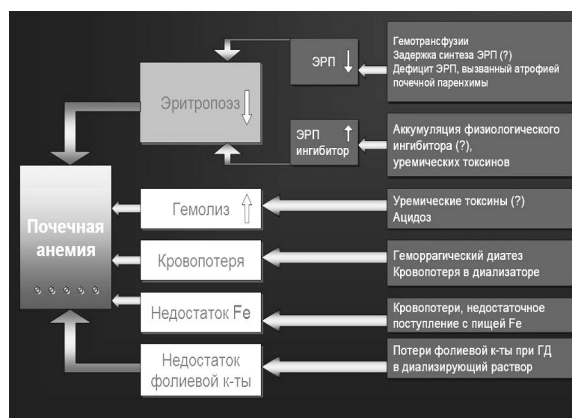 Гемотрансфузии
Задержка синтеза ЭРП (?)
Дефицит ЭРП, вызванный атрофией
почечной паренхимы
ЭРП
Эритропоэз
ЭРП
ингибитор
Аккумуляция физиологического
ингибитора (?),
уремических токсинов
Почечная
анемия
Гемолиз
Уремические токсины (?)
Ацидоз
Кровопотеря
Геморрагический диатез
Кровопотеря в диализаторе
Недостаток Fe
Кровопотери, недостаточное
поступление с пищей Fe
Недостаток
фолиевой к-ты
Потери фолиевой к-ты при ГД
в диализирующий раствор